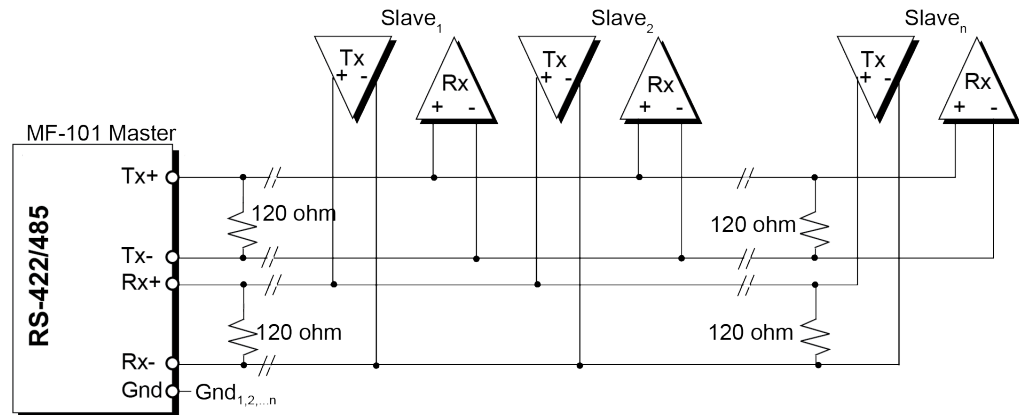 Slave1 Slave2 Slaven
Tx Tx Tx
+ - + - + -
Rx Rx Rx
+ - + - + -
MF-101 Master
RS-422/485
Tx+
120 ohm 120 ohm
Tx-
Rx+
120 ohm 120 ohm
Rx-
Gnd Gnd1,2,...n